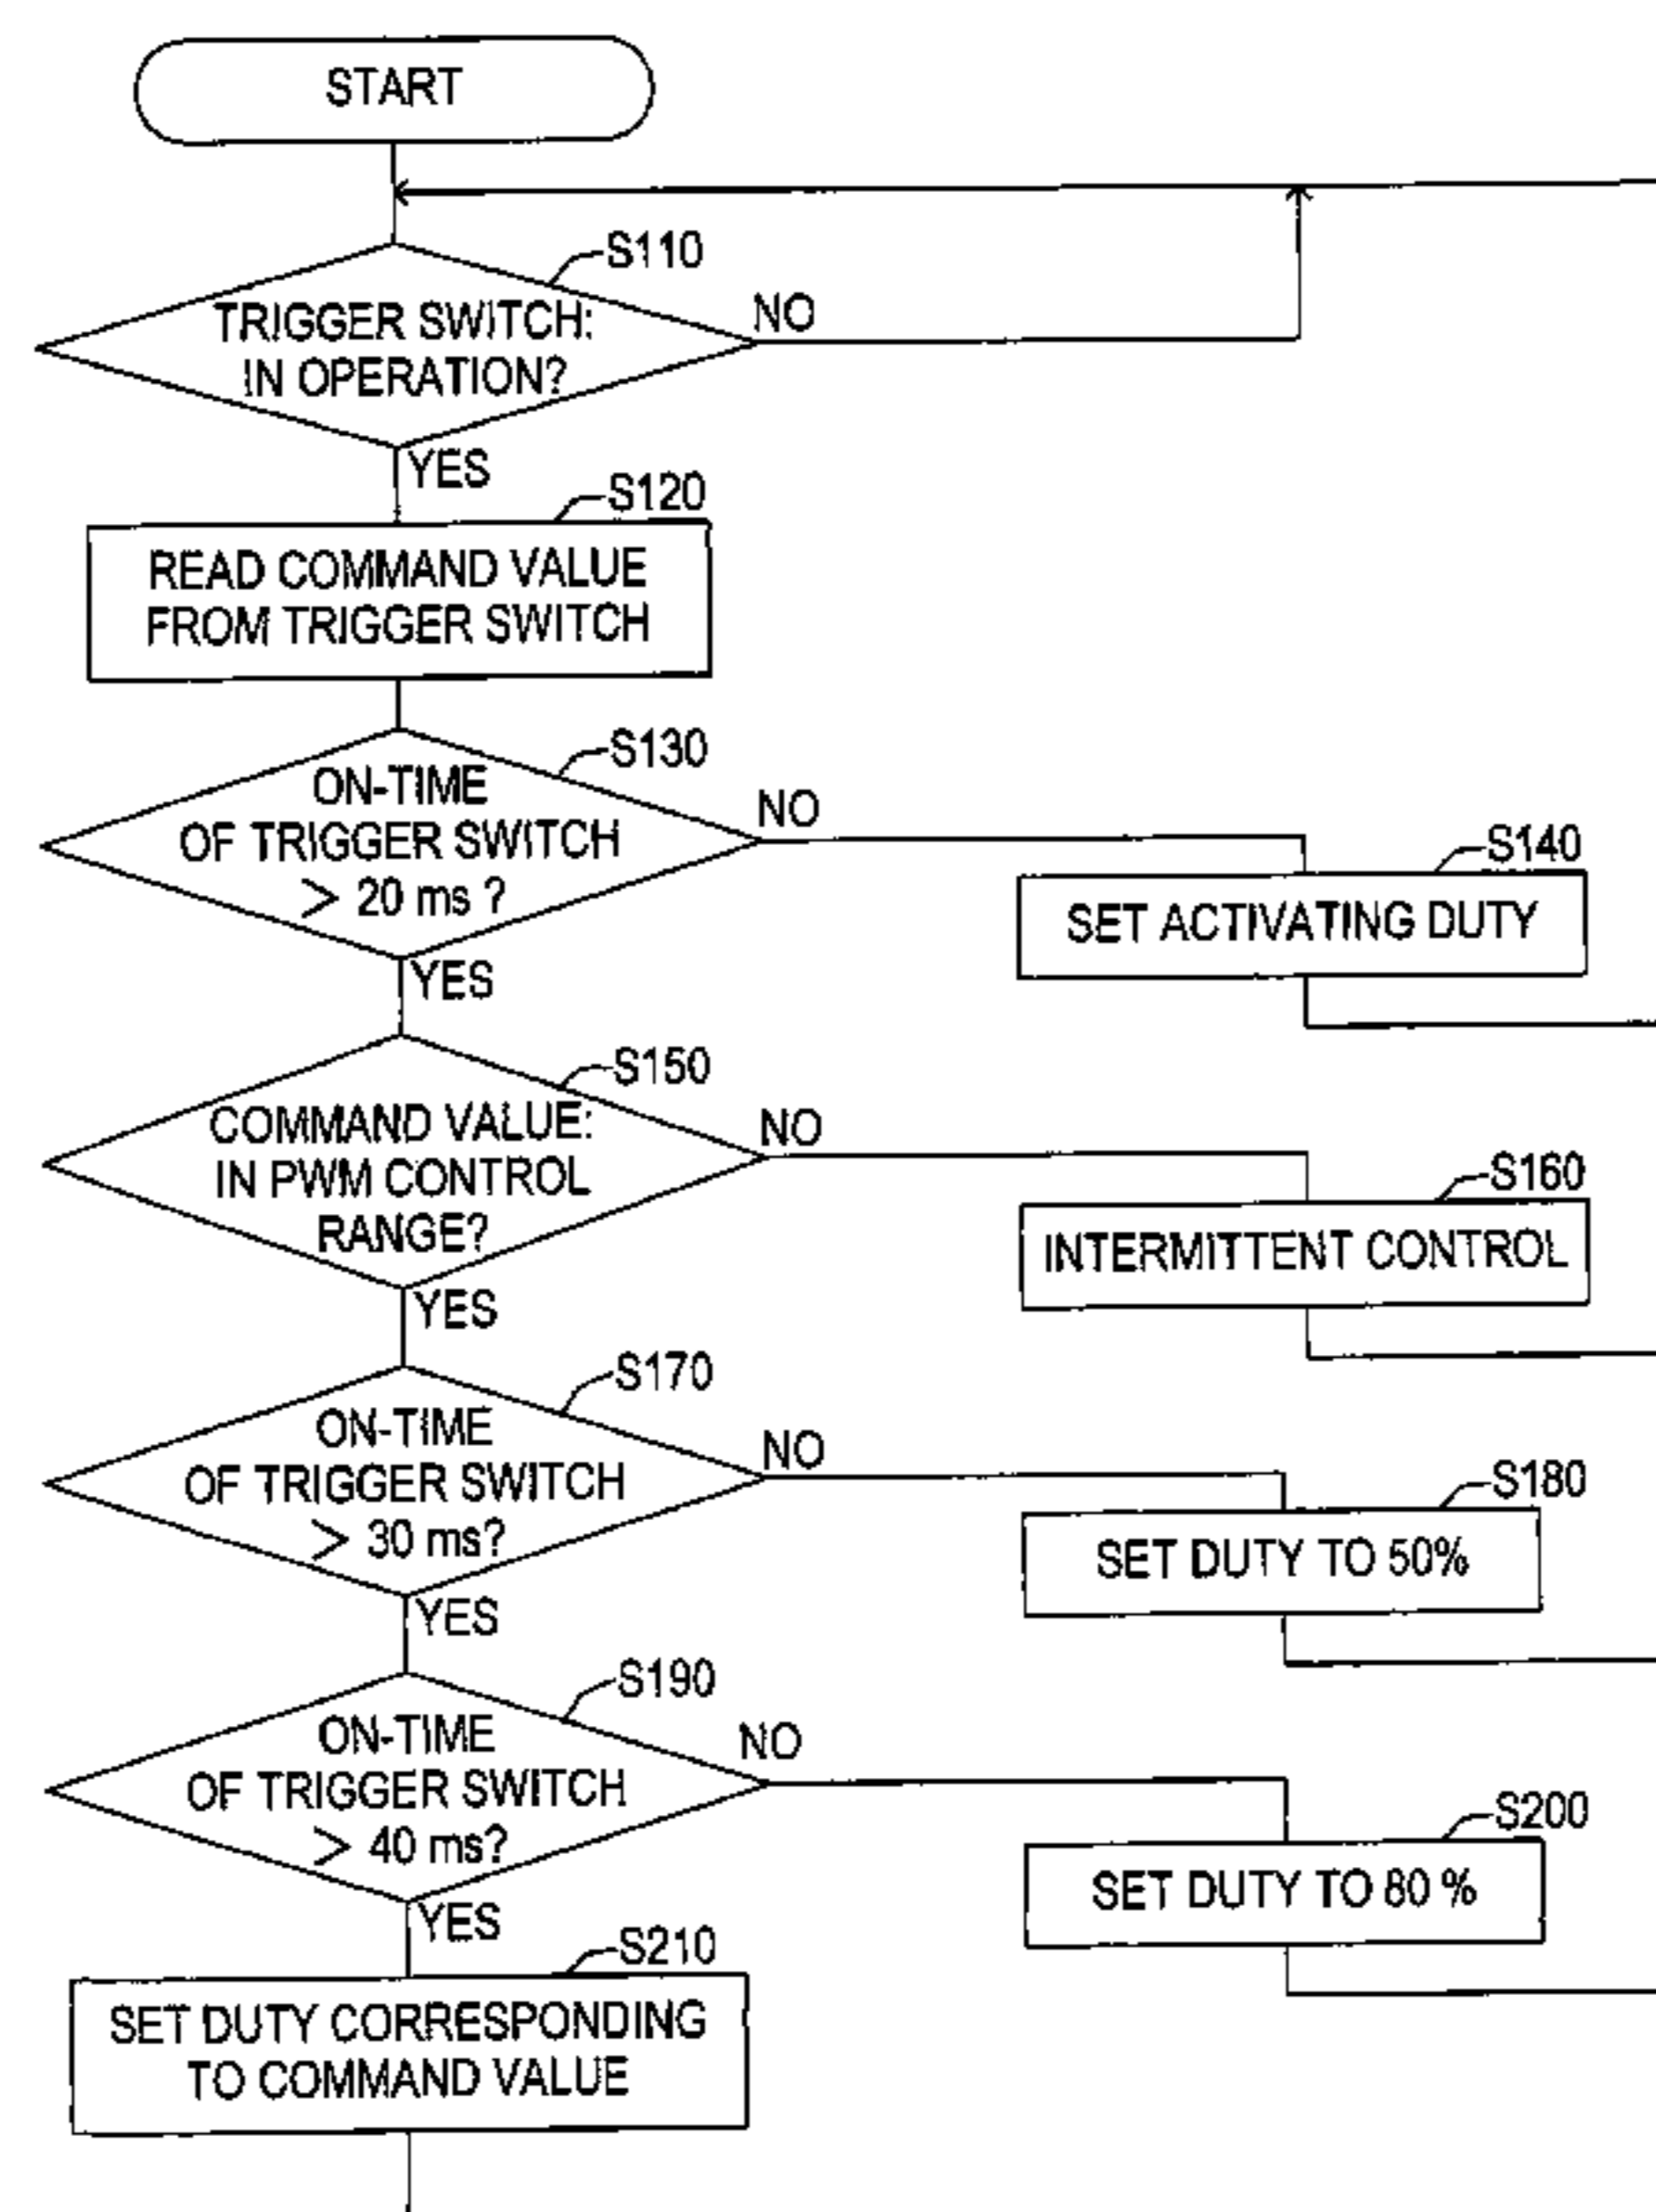 START
S110
TRIGGER SWITCH:
IN OPERATION?
NO
YES
S120
READ COMMAND VALUE
FROM TRIGGER SWITCH
S130
ON-TIME
OF TRIGGER SWITCH
> 20 ms ?
NO
YES
S140
SET ACTIVATING DUTY
S150
COMMAND VALUE:
IN PWM CONTROL
RANGE?
NO
YES
S160
INTERMITTENT CONTROL
S170
ON-TIME
OF TRIGGER SWITCH
> 30 ms?
NO
YES
S180
SET DUTY TO 50%
S190
ON-TIME
OF TRIGGER SWITCH
> 40 ms?
NO
YES
S200
SET DUTY TO 80 %
S210
SET DUTY CORRESPONDING
TO COMMAND VALUE